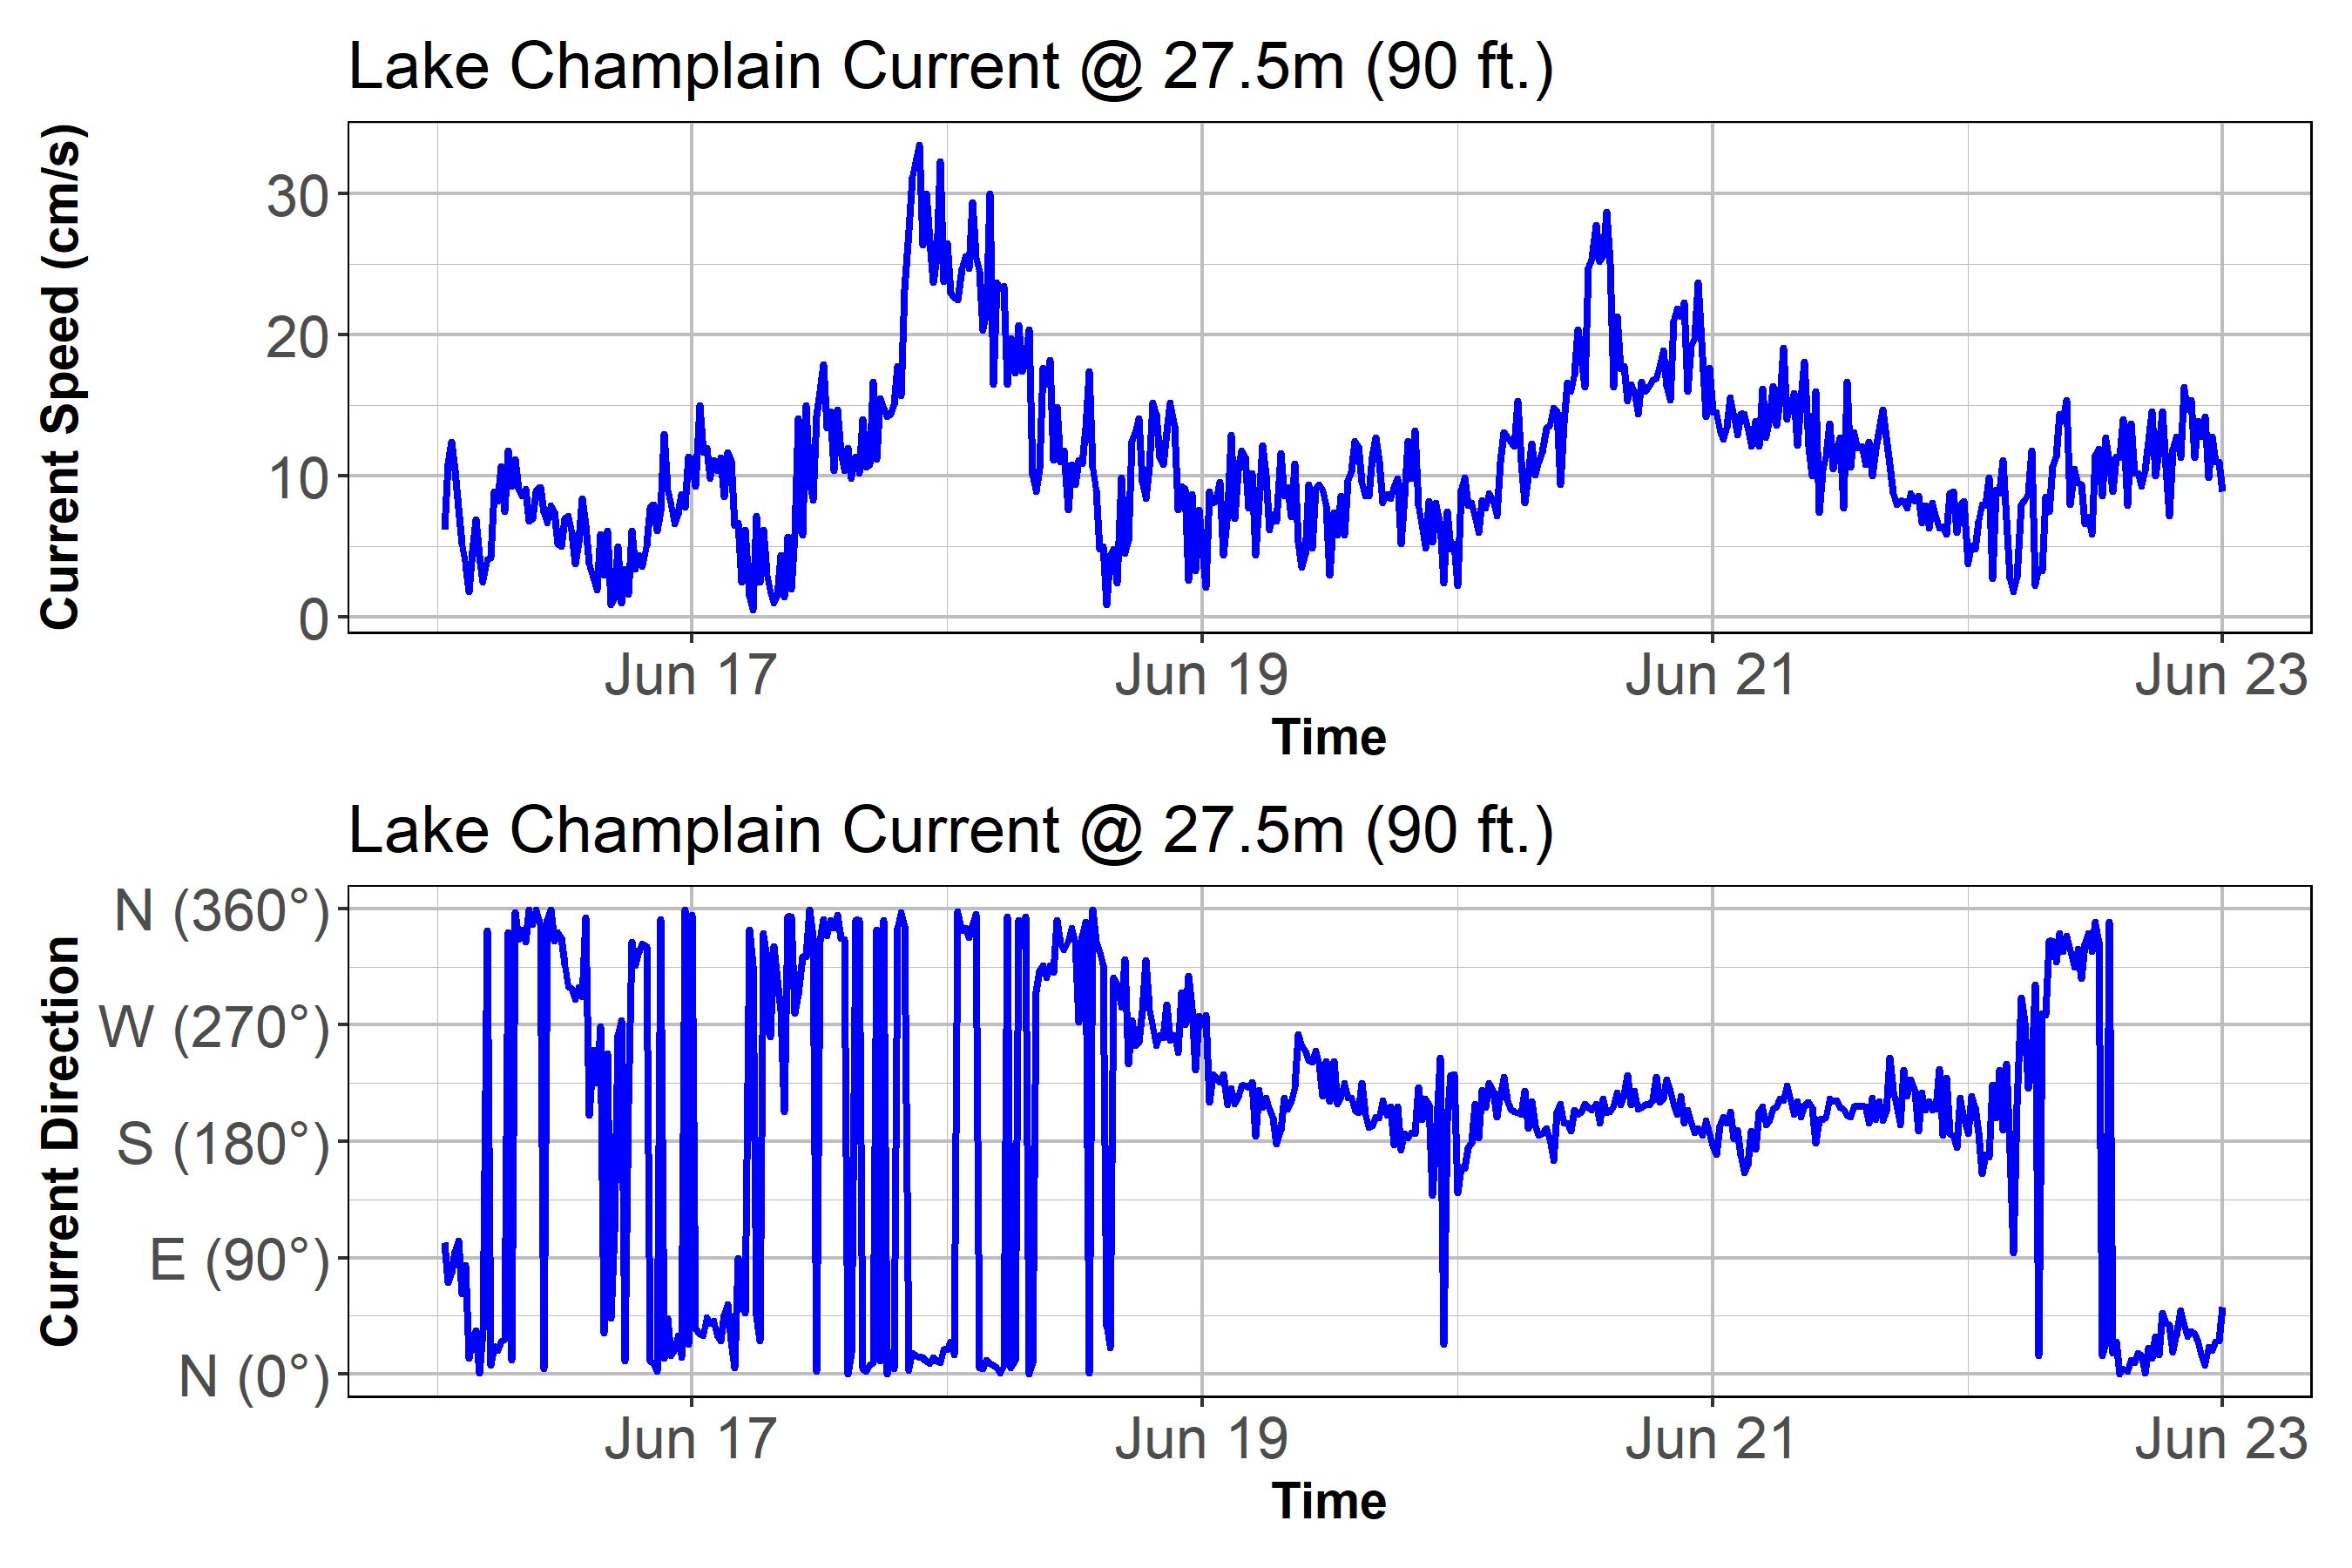 Lake Champlain Current @ 27.5m (90 ft.)
Current Speed (cm/s)
30
20
10
0
Jun 17 Jun 19 Jun 21 Jun 23
Time
Lake Champlain Current @ 27.5m (90 ft.)
Current Direction
N (360°)
W (270°)
S (180°)
E (90°)
N (0°)
Jun 17 Jun 19 Jun 21 Jun 23
Time